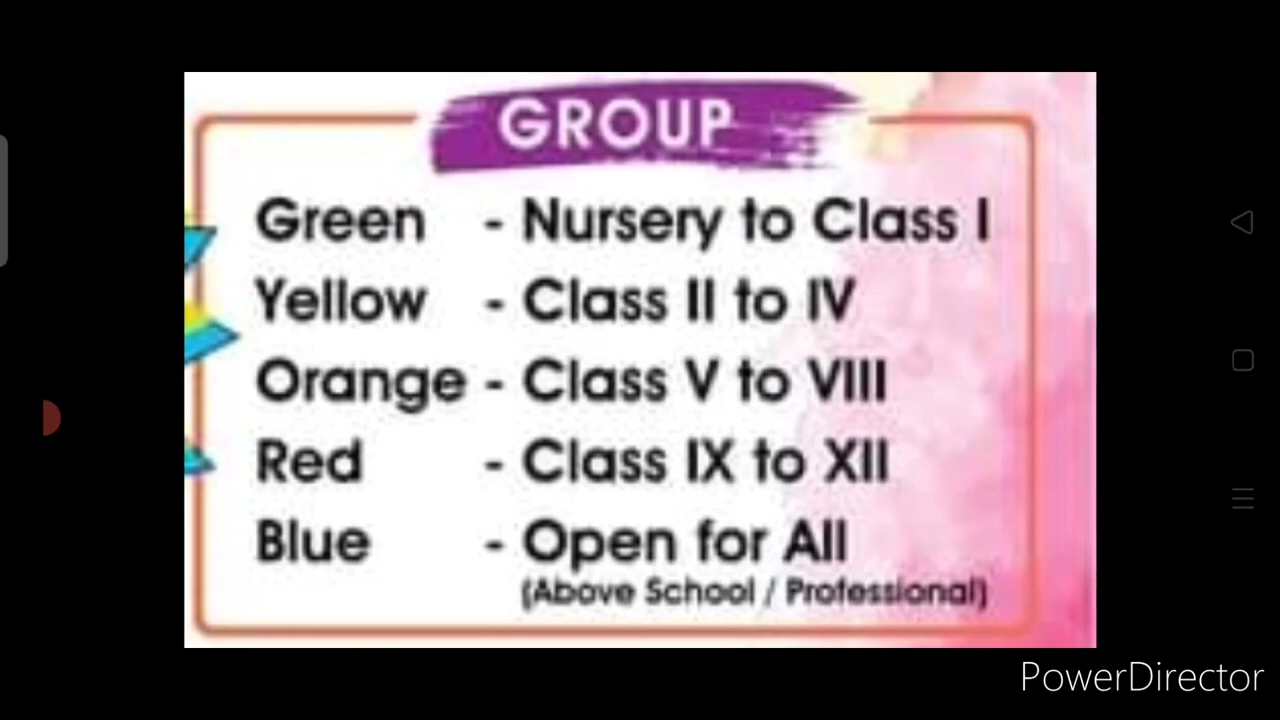 GROUP
Green - Nursery to Class I
Yellow - Class II to IV
Orange - Class V to VIII
Red - Class IX to XII
Blue - Open for All
(Above School / Professional)
PowerDirector